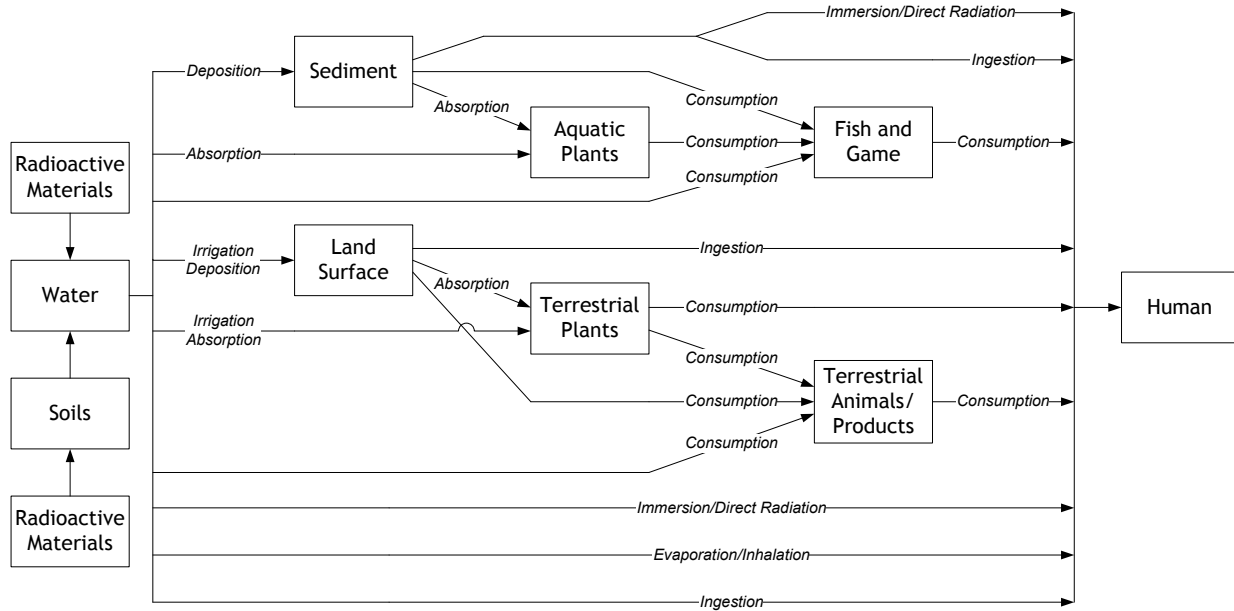 Immersion/Direct Radiation
Ingestion
Deposition
Sediment
Consumption
Absorption
Aquatic
Plants
Consumption
Fish and
Game
Consumption
Absorption
Radioactive
Materials
Consumption
Irrigation
Deposition
Land
Surface
Ingestion
Absorption
Water
Terrestrial
Plants
Consumption
Human
Irrigation
Absorption
Consumption
Soils
Consumption
Terrestrial
Animals/
Products
Consumption
Consumption
Radioactive
Materials
Immersion/Direct Radiation
Evaporation/Inhalation
Ingestion